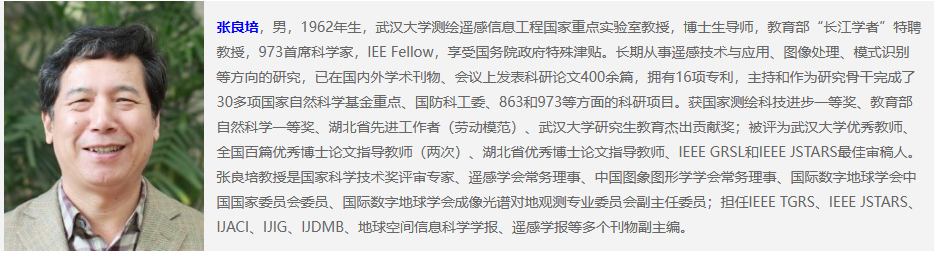 张良培，男，1962年生，武汉大学测绘遥感信息工程国家重点实验室教授，博士生导师，教育部“长江学者”特聘
教授，973首席科学家，IEE Fellow，享受国务院政府特殊津贴。长期从事遥感技术与应用、图像处理、模式识别
等方向的研究，已在国内外学术刊物、会议上发表科研论文400余篇，拥有16项专利，主持和作为研究骨干完成了
30多项国家自然科学基金重点、国防科工委、863和973等方面的科研项目。获国家测绘科技进步一等奖、教育部
自然科学一等奖、湖北省先进工作者（劳动模范）、武汉大学研究生教育杰出贡献奖；被评为武汉大学优秀教师、
全国百篇优秀博士论文指导教师（两次）、湖北省优秀博士论文指导教师、IEEE GRSL和IEEE JSTARS最佳审稿人。
张良培教授是国家科学技术奖评审专家、遥感学会常务理事、中国图象图形学学会常务理事、国际数字地球学会中
国国家委员会委员、国际数字地球学会成像光谱对地观测专业委员会副主任委员；担任IEEE TGRS、IEEE JSTARS、
IJACI、IJIG、IJDMB、地球空间信息科学学报、遥感学报等多个刊物副主编。